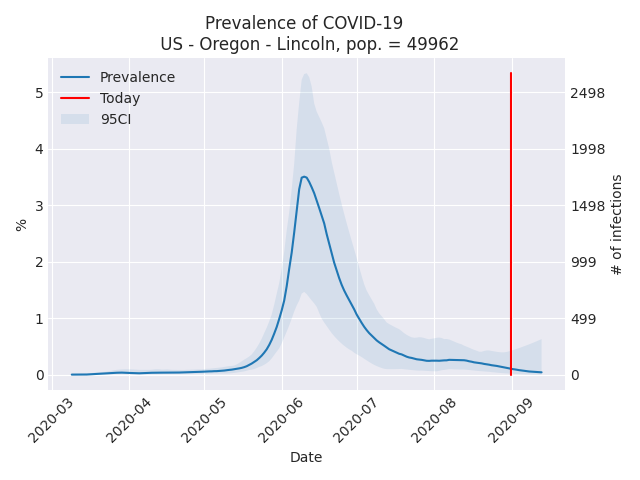 Prevalence of COVID-19
US - Oregon - Lincoln, pop. = 49962
Prevalence
Today
95CI
5
4
3
2
1
0
%
2498
1998
1498
999
499
0
# of infections
2020-03
2020-04
2020-05
2020-06
2020-07
2020-08
2020-09
Date